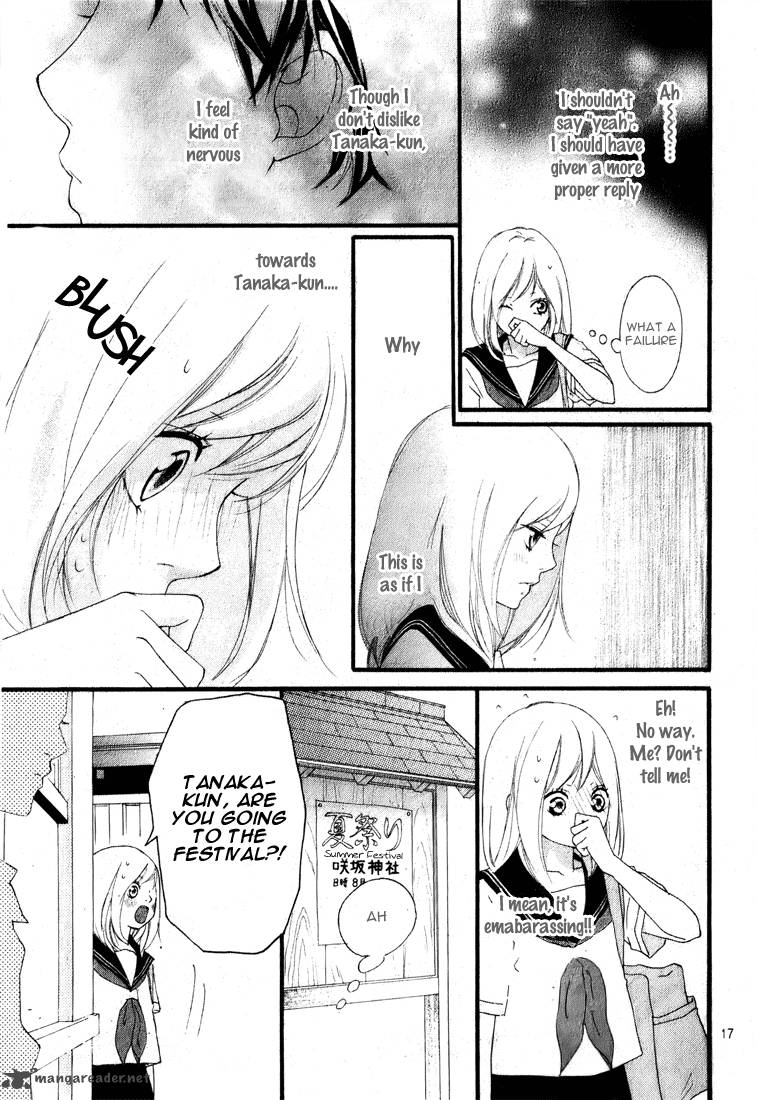 Ah
I shouldn't
say "yeah".
I should have
given a more
proper reply
WHAT A
FAILURE
Though I
don't dislike
Tanaka-kun,
I feel
kind of
nervous
towards
Tanaka-kun....
BLUSH
Why
This is
as if I
Eh!
No way.
Me? Don't
tell me!
I mean, it's
emabarassing!!
夏祭り
Summer Festival
咲坂神社
8時
AH
TANAKA-
KUN, ARE
YOU GOING
TO THE
FESTIVAL?!
17
mangareader.net